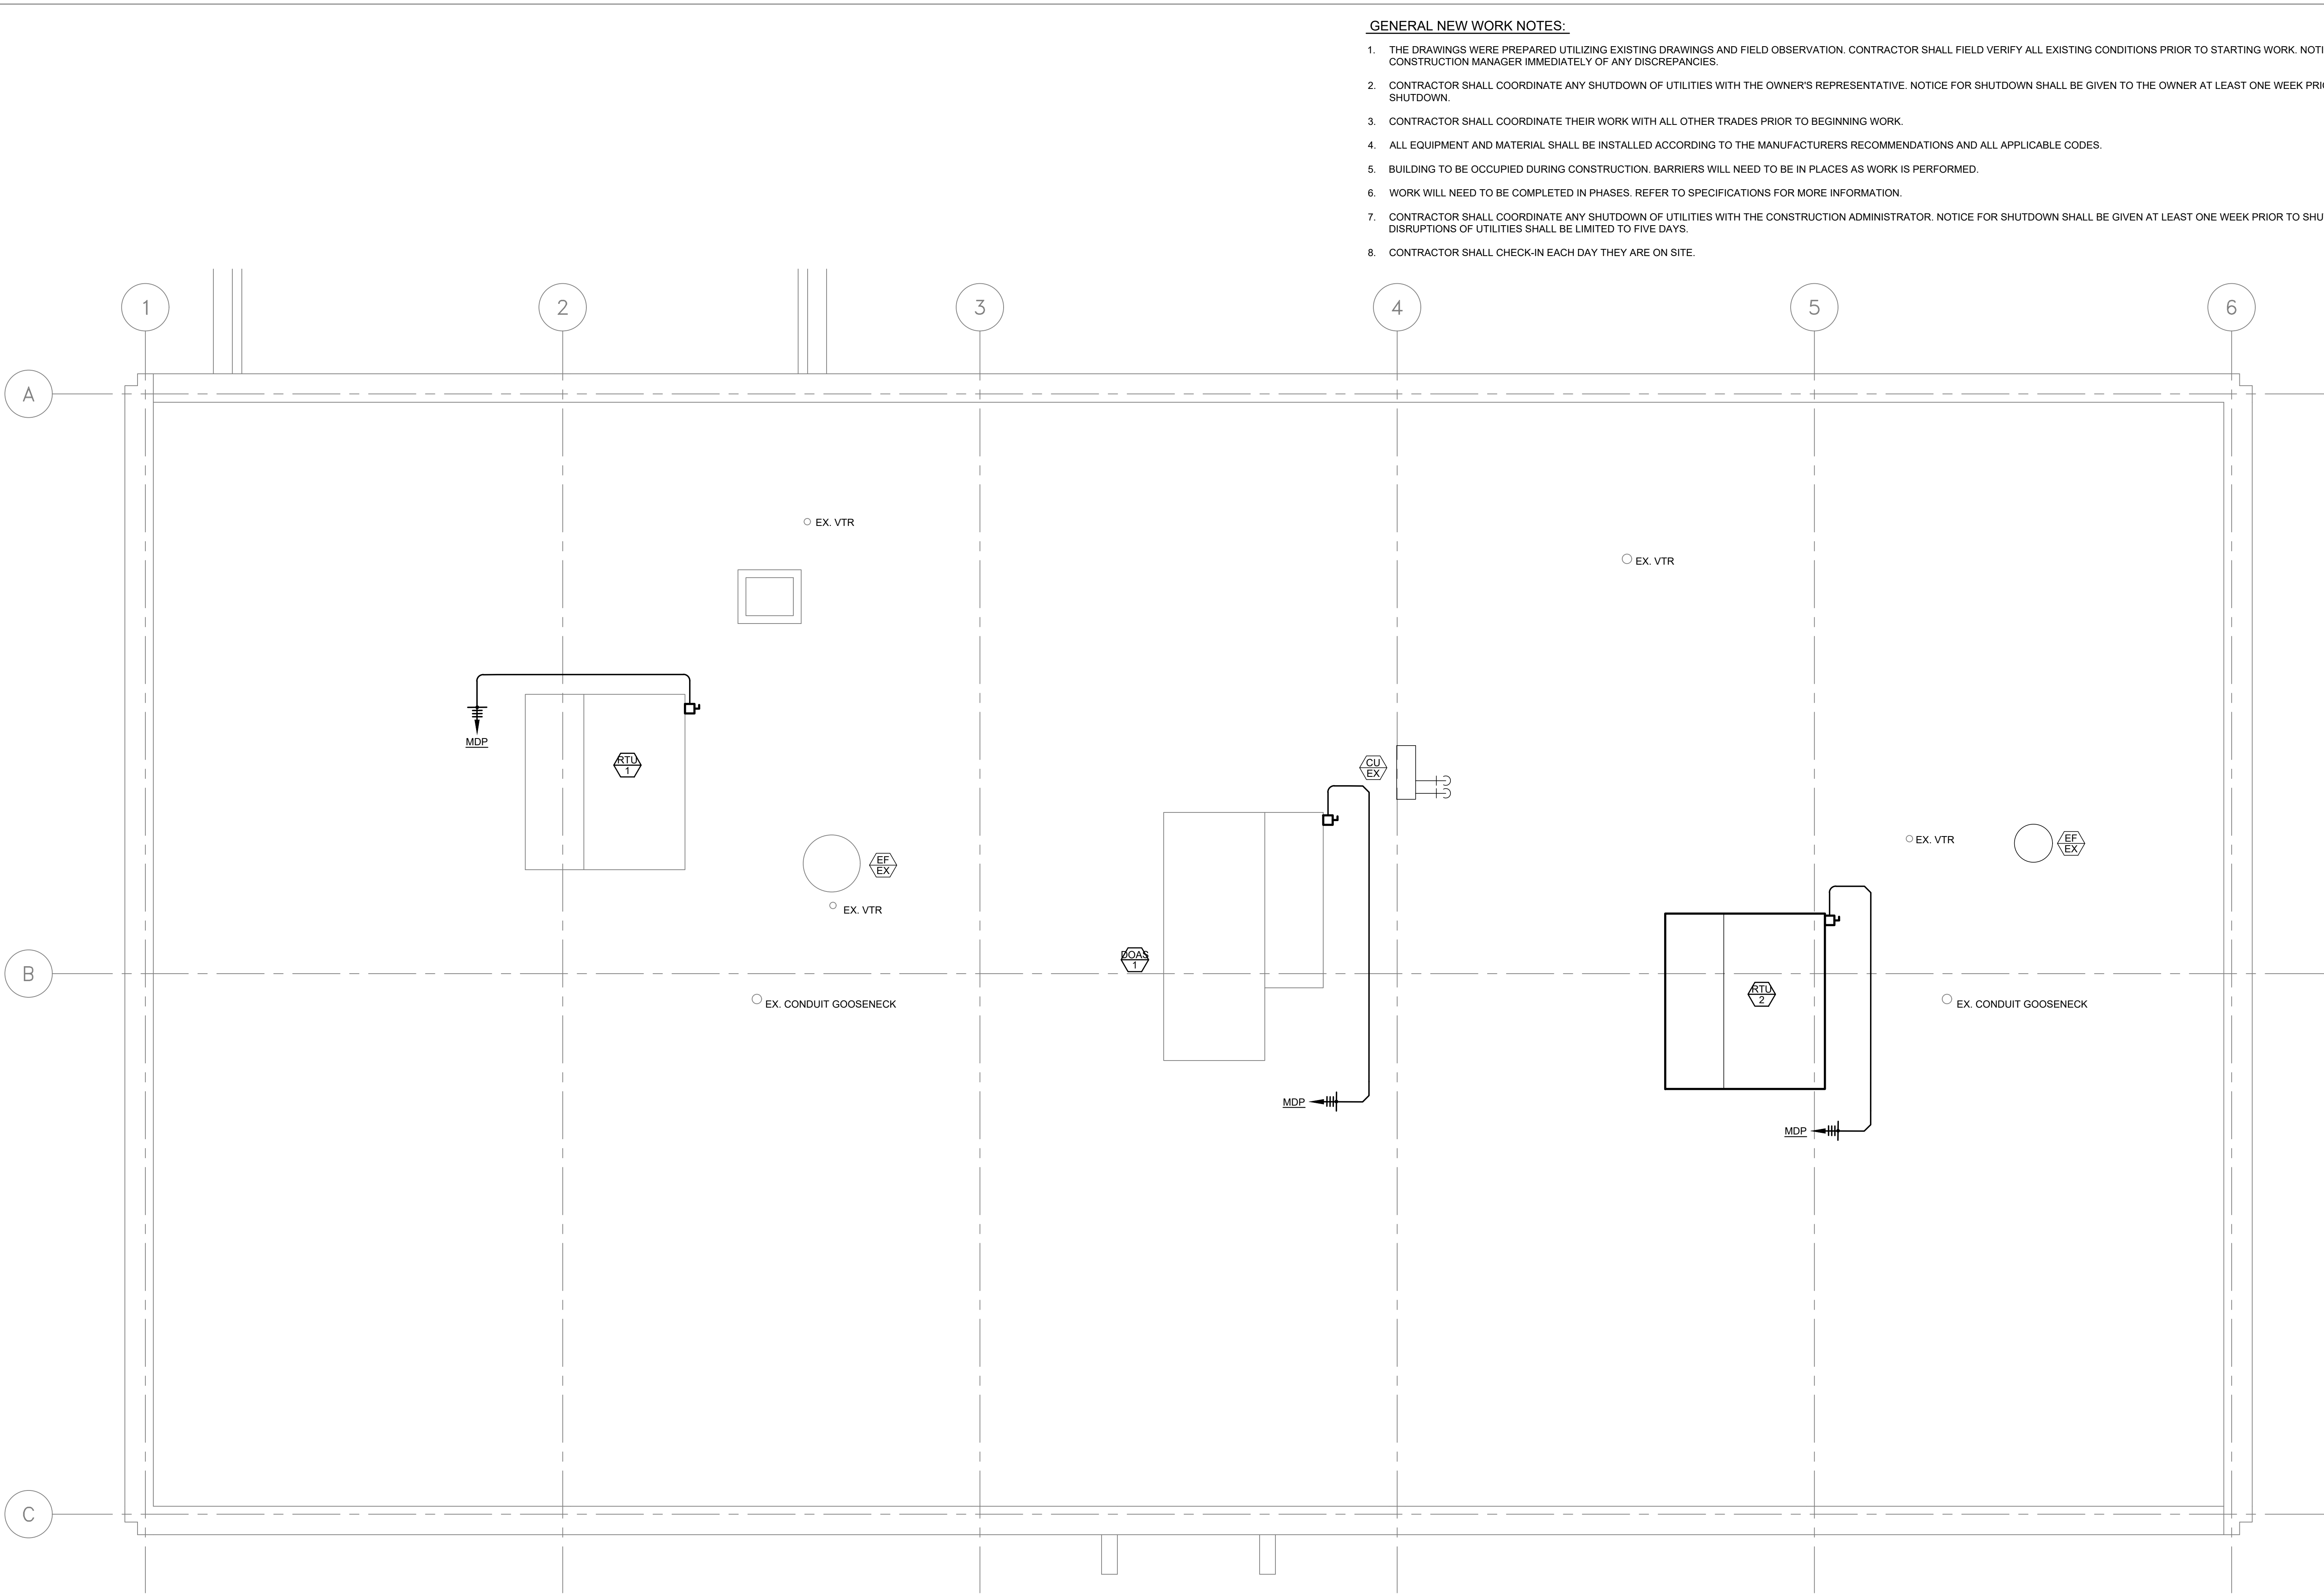 GENERAL NEW WORK NOTES:
1. THE DRAWINGS WERE PREPARED UTILIZING EXISTING DRAWINGS AND FIELD OBSERVATION. CONTRACTOR SHALL FIELD VERIFY ALL EXISTING CONDITIONS PRIOR TO STARTING WORK.
CONSTRUCTION MANAGER IMMEDIATELY OF ANY DISCREPANCIES.
2. CONTRACTOR SHALL COORDINATE ANY SHUTDOWN OF UTILITIES WITH THE OWNER'S REPRESENTATIVE. NOTICE FOR SHUTDOWN SHALL BE GIVEN TO THE OWNER AT LEAST ONE WEEK
SHUTDOWN.
3. CONTRACTOR SHALL COORDINATE THEIR WORK WITH ALL OTHER TRADES PRIOR TO BEGINNING WORK.
4. ALL EQUIPMENT AND MATERIAL SHALL BE INSTALLED ACCORDING TO THE MANUFACTURERS RECOMMENDATIONS AND ALL APPLICABLE CODES.
5. BUILDING TO BE OCCUPIED DURING CONSTRUCTION. BARRIERS WILL NEED TO BE IN PLACES AS WORK IS PERFORMED.
6. WORK WILL NEED TO BE COMPLETED IN PHASES. REFER TO SPECIFICATIONS FOR MORE INFORMATION.
7. CONTRACTOR SHALL COORDINATE ANY SHUTDOWN OF UTILITIES WITH THE CONSTRUCTION ADMINISTRATOR. NOTICE FOR SHUTDOWN SHALL BE GIVEN AT LEAST ONE WEEK PRIOR TO
DISRUPTIONS OF UTILITIES SHALL BE LIMITED TO FIVE DAYS.
8. CONTRACTOR SHALL CHECK-IN EACH DAY THEY ARE ON SITE.
1
2
3
4
5
6
A
EX. VTR
EX. VTR
MDP
RTU
1
CU
EX
EX. VTR
EF
EX
EF
EX
EX. VTR
DOAS
1
B
RTU
2
EX. CONDUIT GOOSENECK
EX. CONDUIT GOOSENECK
MDP
MDP
C